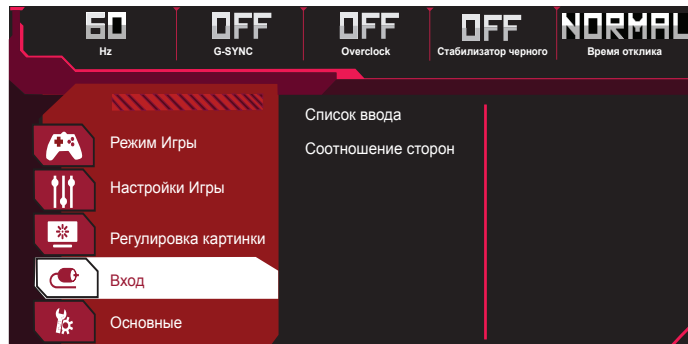 60 OFF OFF OFF NORMAL
Hz G-SYNC Overclock Стабилизатор черного Время отклика
Список ввода
Режим Игры
Соотношение сторон
Настройки Игры
Регулировка картинки
Вход
Основные